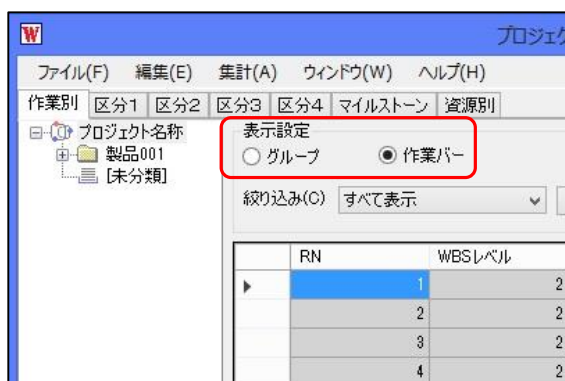 W プロジェク
ファイル(F) 編集(E) 集計(A) ウィンドウ(W) ヘルプ(H)
作業別 区分1 区分2 区分3 区分4 マイルストーン 資源別
プロジェクト名称
製品001
[未分類]
表示設定
グループ 作業バー
絞り込み(C) すべて表示
RN WBSレベル
1 2
2 2
3 2
4 2